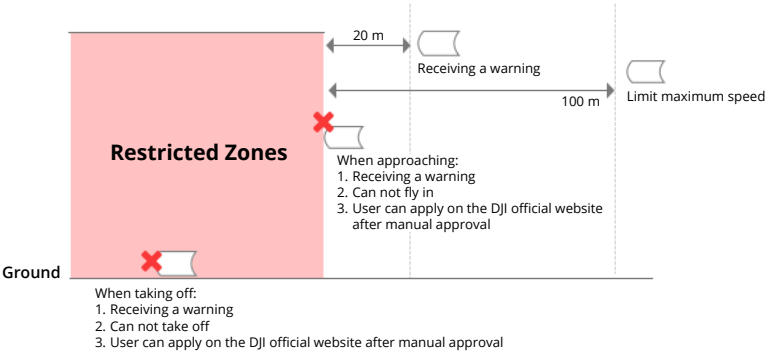 20 m
Receiving a warning
100 m
Limit maximum speed
Restricted Zones
When approaching:
1. Receiving a warning
2. Can not fly in
3. User can apply on the DJI official website
after manual approval
Ground
When taking off:
1. Receiving a warning
2. Can not take off
3. User can apply on the DJI official website after manual approval